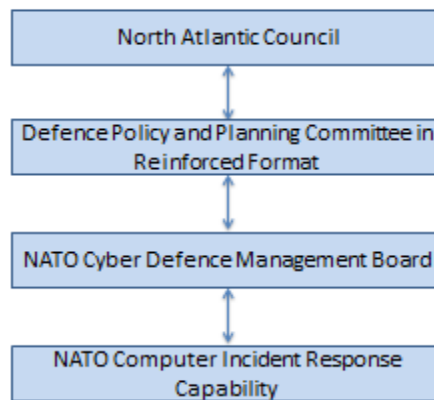 North Atlantic Council
Defence Policy and Planning Committee in
Reinforced Format
NATO Cyber Defence Management Board
NATO Computer Incident Response
Capability